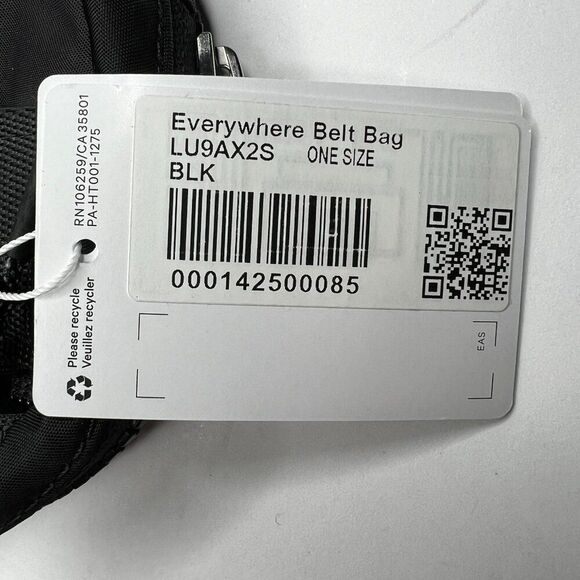 Everywhere Belt Bag
LU9AX2S ONE SIZE
BLK
000142500085
RN106259/CA35801
PA-HT001-1275
Please recycle
Veuillez recycler
EAS